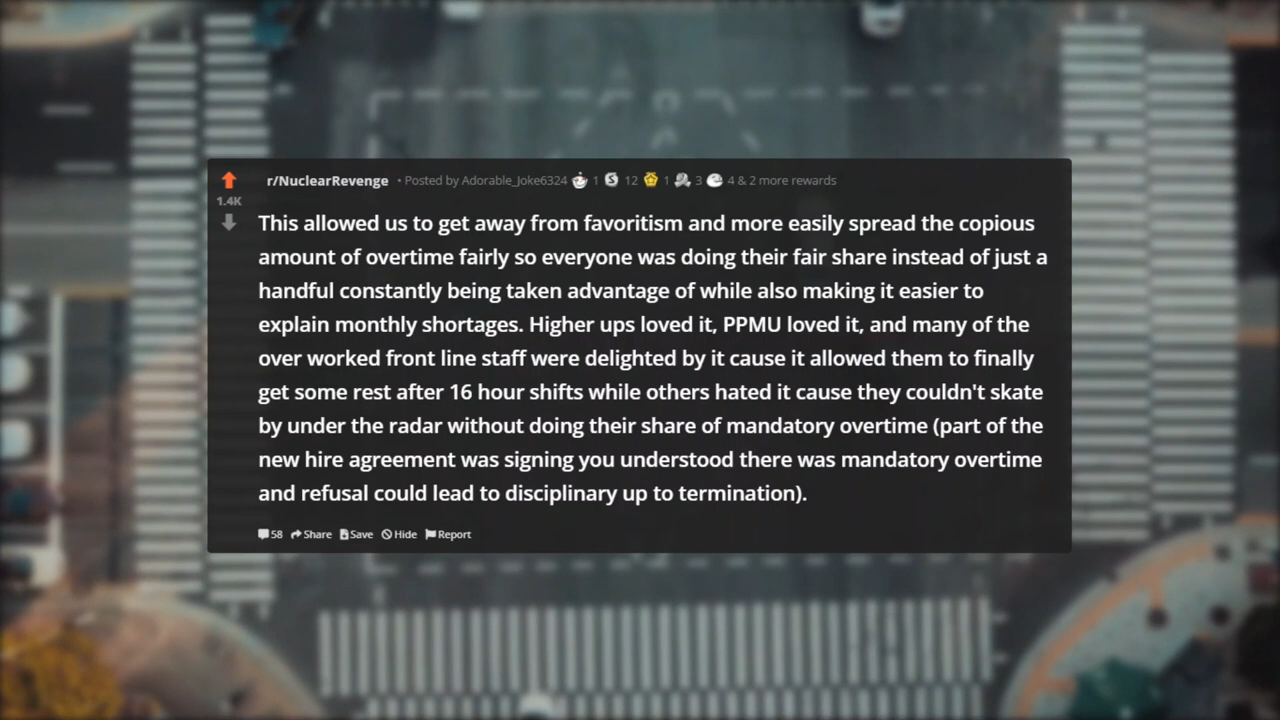 r/NuclearRevenge • Posted by Adorable_Joke6324 1 12 1 3 4 & 2 more rewards
1.4K
This allowed us to get away from favoritism and more easily spread the copious
amount of overtime fairly so everyone was doing their fair share instead of just a
handful constantly being taken advantage of while also making it easier to
explain monthly shortages. Higher ups loved it, PPMU loved it, and many of the
over worked front line staff were delighted by it cause it allowed them to finally
get some rest after 16 hour shifts while others hated it cause they couldn't skate
by under the radar without doing their share of mandatory overtime (part of the
new hire agreement was signing you understood there was mandatory overtime
and refusal could lead to disciplinary up to termination).
58 Share Save Hide Report